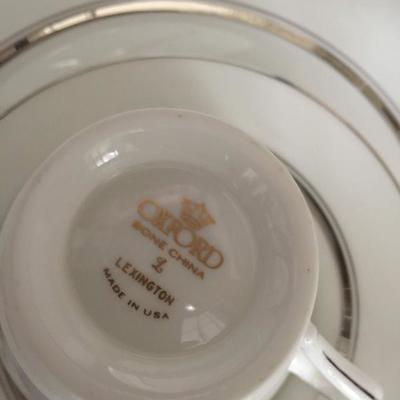 OXFORD
BONE CHINA
L
LEXINGTON
MADE IN USA